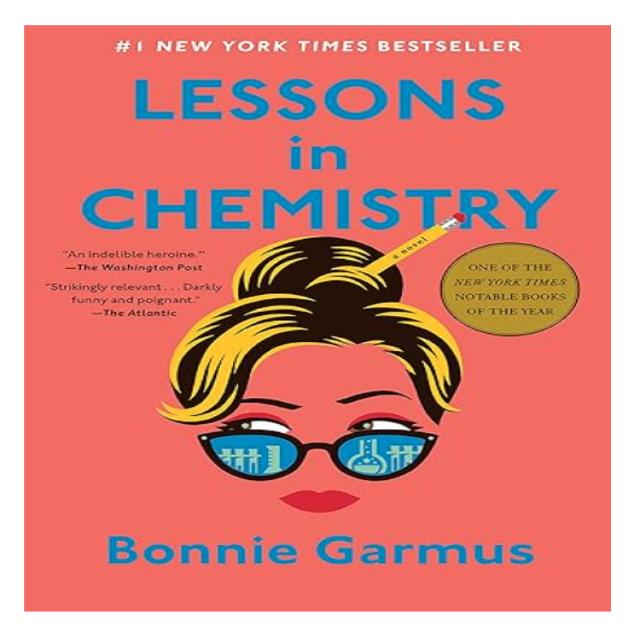 #1 NEW YORK TIMES BESTSELLER
LESSONS
in
CHEMISTRY
a novel
"An indelible heroine."
—The Washington Post
"Strikingly relevant . . . Darkly
funny and poignant."
—The Atlantic
ONE OF THE
NEW YORK TIMES
NOTABLE BOOKS
OF THE YEAR
Bonnie Garmus